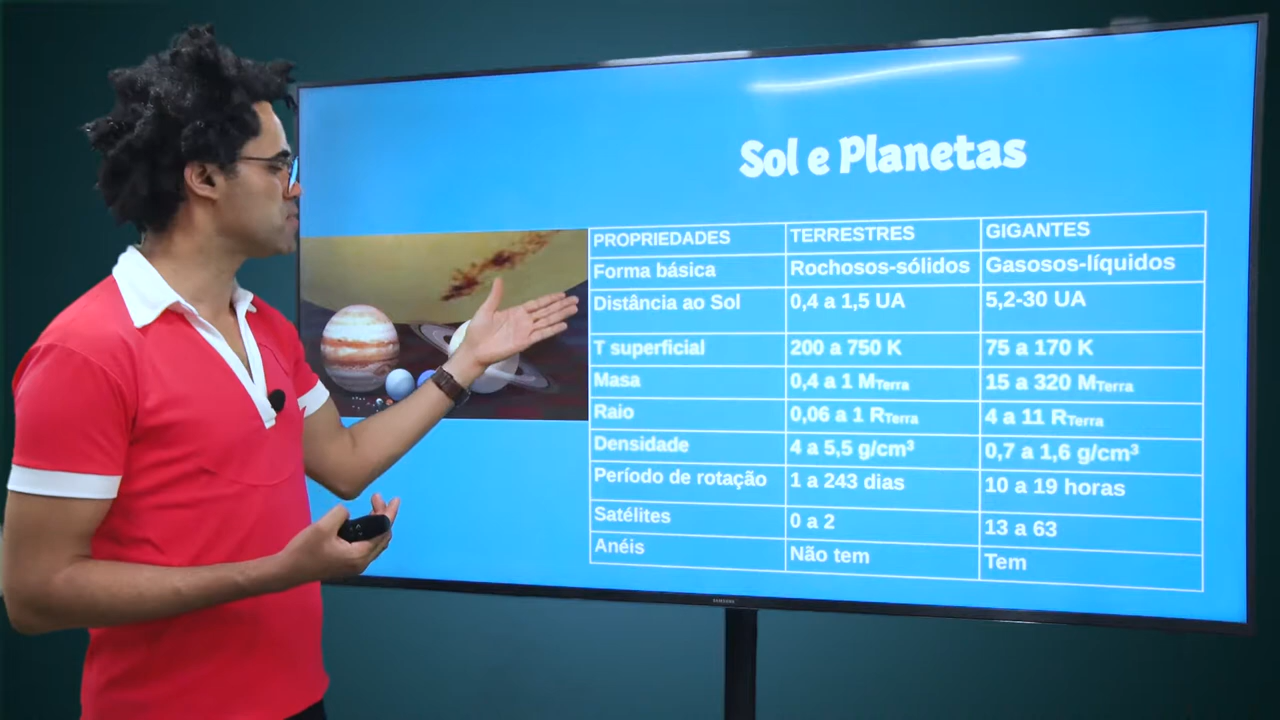 Sol e Planetas
PROPRIEDADES TERRESTRES GIGANTES
Forma básica Rochosos-sólidos Gasosos-líquidos
Distância ao Sol 0,4 a 1,5 UA 5,2-30 UA
T superficial 200 a 750 K 75 a 170 K
Masa 0,4 a 1 MTerra 15 a 320 MTerra
Raio 0,06 a 1 RTerra 4 a 11 RTerra
Densidade 4 a 5,5 g/cm³ 0,7 a 1,6 g/cm³
Período de rotação 1 a 243 dias 10 a 19 horas
Satélites 0 a 2 13 a 63
Anéis Não tem Tem
SAMSUNG